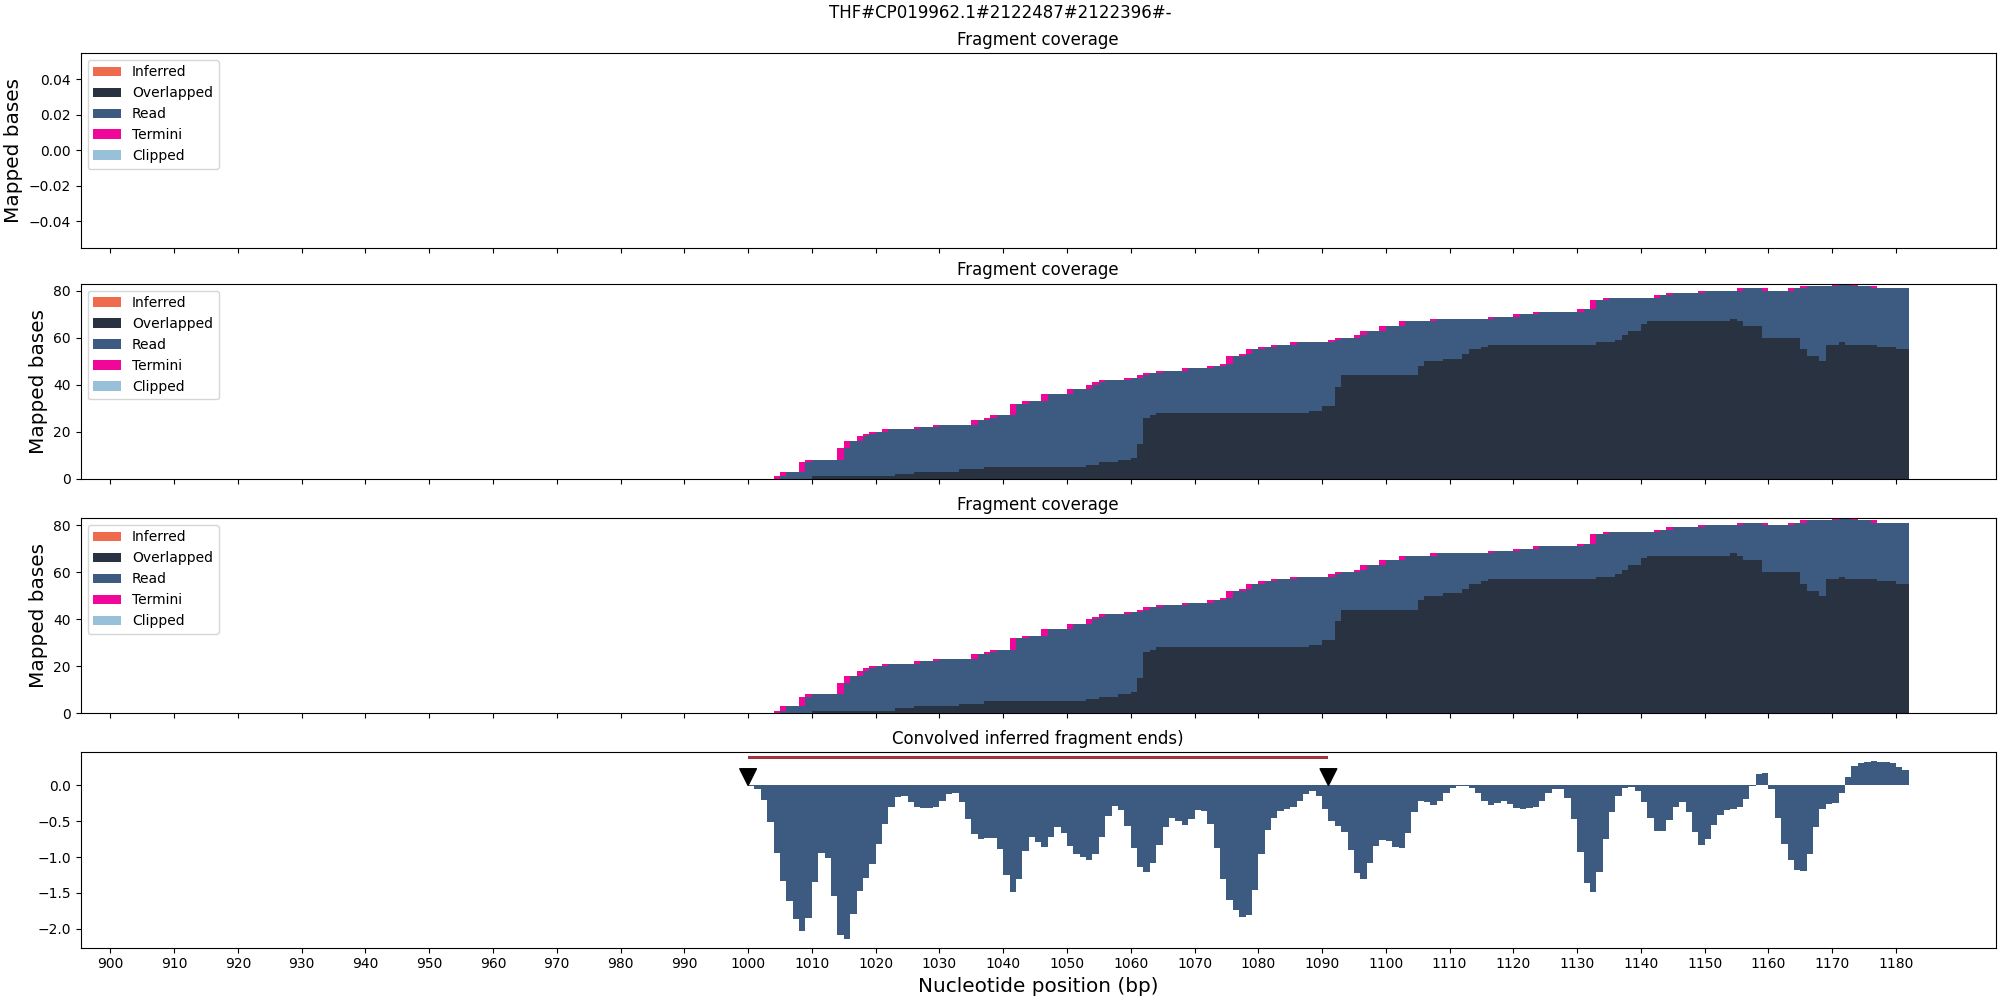 THF#CP019962.1#2122487#2122396#-
Fragment coverage
Mapped bases
0.04
0.02
0.00
−0.02
−0.04
Inferred
Overlapped
Read
Termini
Clipped
Fragment coverage
Mapped bases
80
60
40
20
0
Inferred
Overlapped
Read
Termini
Clipped
Fragment coverage
Mapped bases
80
60
40
20
0
Inferred
Overlapped
Read
Termini
Clipped
Convolved inferred fragment ends)
0.0
−0.5
−1.0
−1.5
−2.0
900 910 920 930 940 950 960 970 980 990 1000 1010 1020 1030 1040 1050 1060 1070 1080 1090 1100 1110 1120 1130 1140 1150 1160 1170 1180
Nucleotide position (bp)